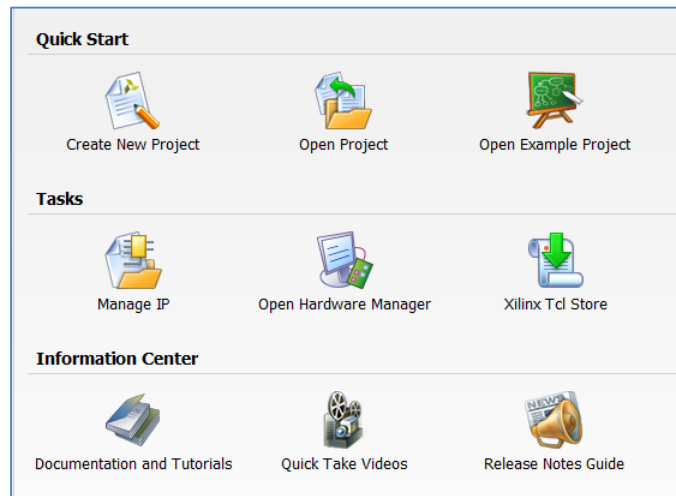 Quick Start
Create New Project
Open Project
Open Example Project
Tasks
Manage IP
Open Hardware Manager
Xilinx Tcl Store
Information Center
NEWS
Documentation and Tutorials
Quick Take Videos
Release Notes Guide